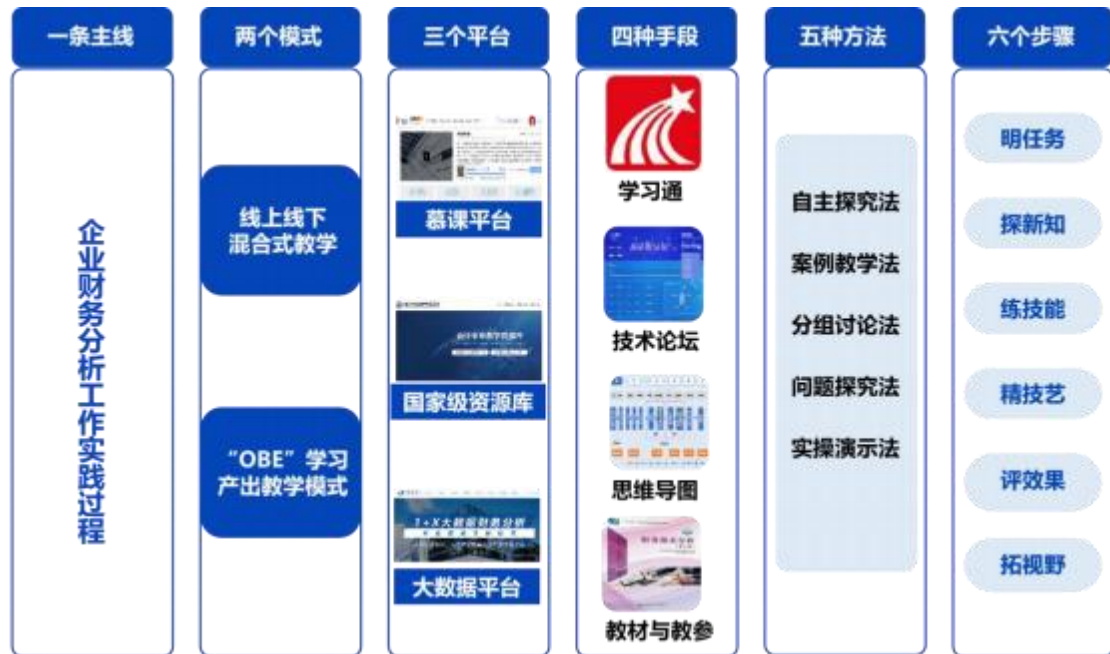 一条主线
企业财务分析工作实践过程
两个模式
线上线下
混合式教学
“OBE”学习
产出教学模式
三个平台
慕课平台
国家级资源库
1+X大数据财务分析
大数据平台
四种手段
学习通
技术论坛
思维导图
教材与教参
五种方法
自主探究法
案例教学法
分组讨论法
问题探究法
实操演示法
六个步骤
明任务
探新知
练技能
精技艺
评效果
拓视野